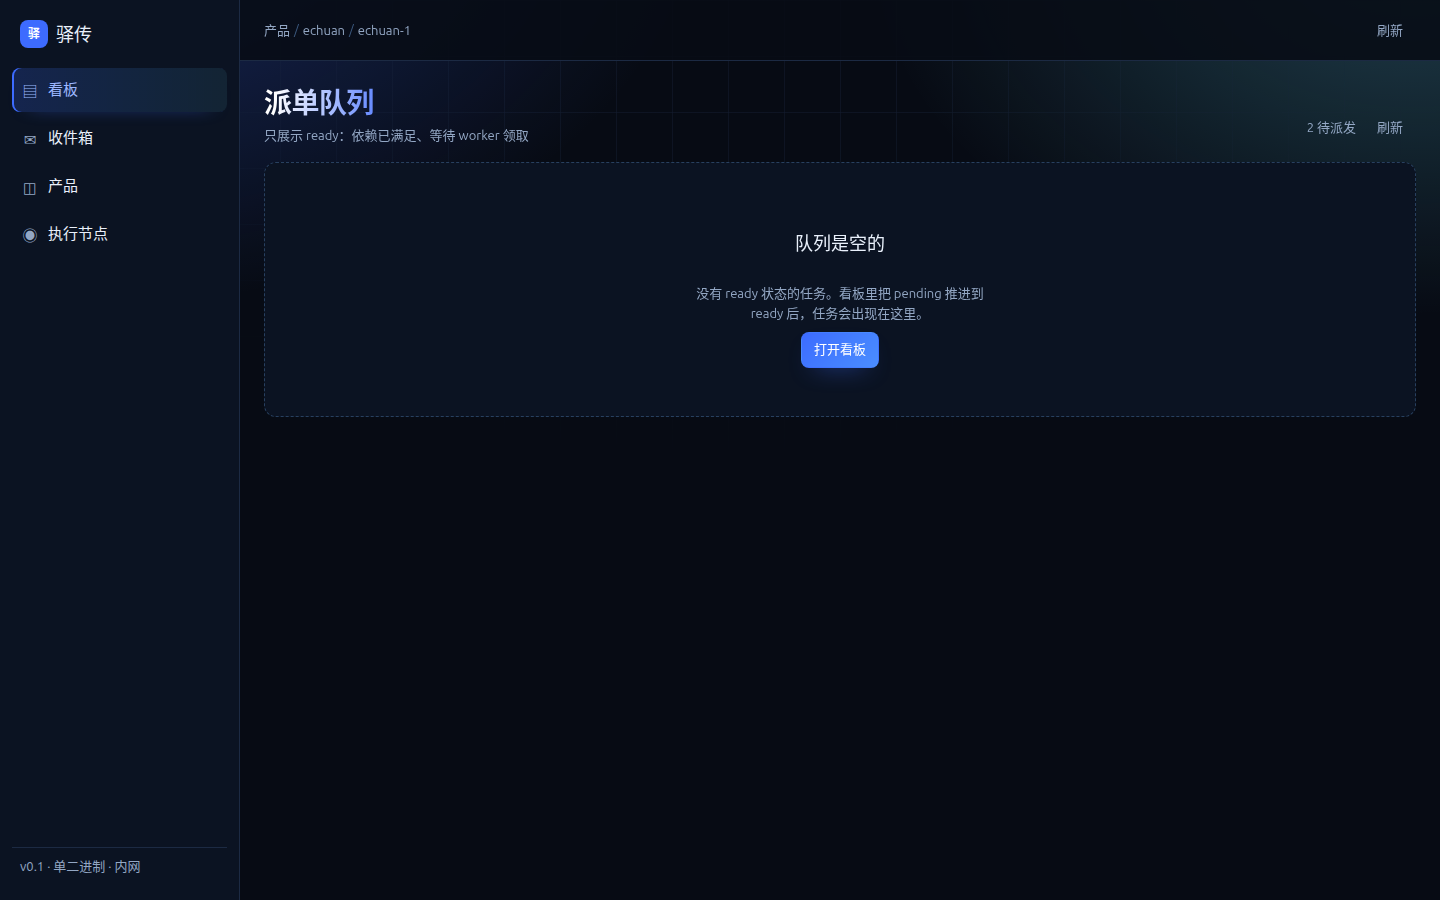 驿 驿传
看板
收件箱
产品
执行节点
v0.1 · 单二进制 · 内网
产品 / echuan / echuan-1
刷新
派单队列
只展示 ready：依赖已满足、等待 worker 领取
2 待派发 刷新
队列是空的
没有 ready 状态的任务。看板里把 pending 推进到
ready 后，任务会出现在这里。
打开看板